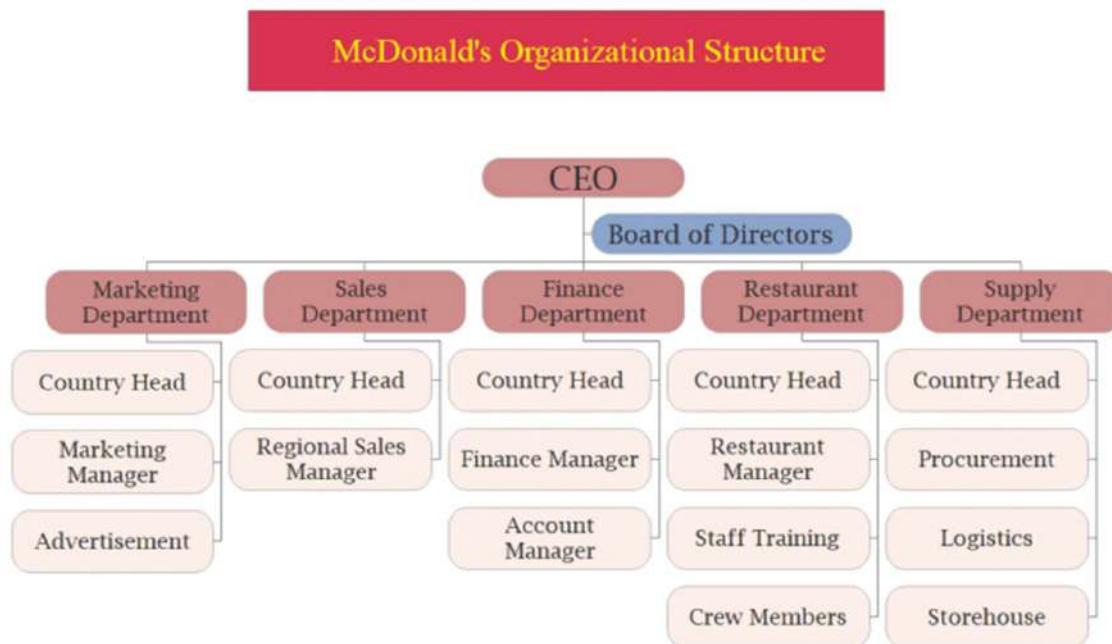 McDonald's Organizational Structure
CEO
Board of Directors
Marketing
Department
Sales
Department
Finance
Department
Restaurant
Department
Supply
Department
Country Head
Country Head
Country Head
Country Head
Country Head
Marketing
Manager
Regional Sales
Manager
Finance Manager
Restaurant
Manager
Procurement
Advertisement
Account
Manager
Staff Training
Logistics
Crew Members
Storehouse